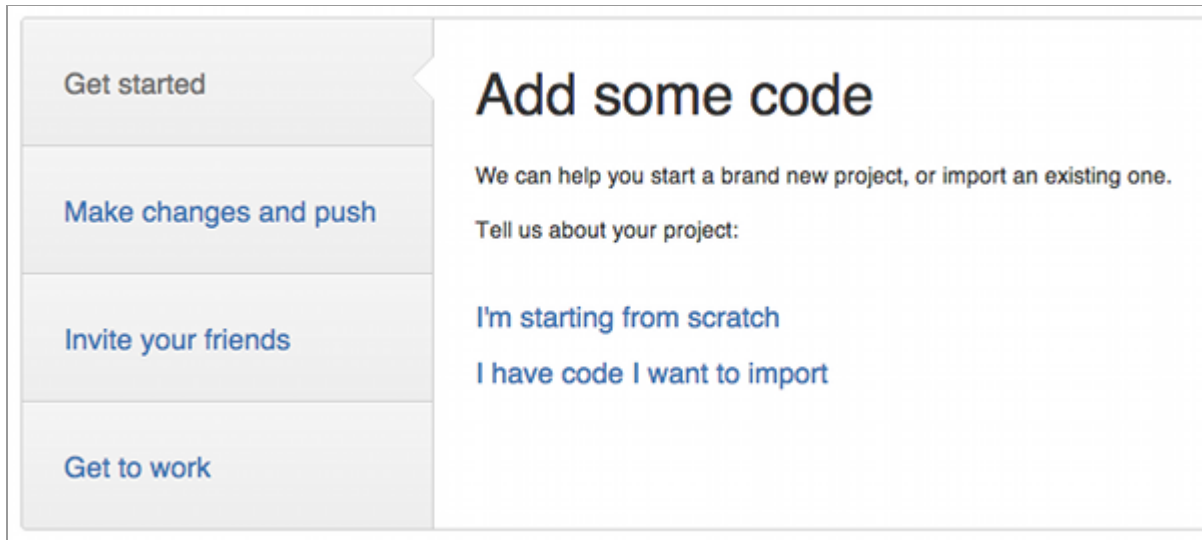 Get started
Make changes and push
Invite your friends
Get to work
Add some code
We can help you start a brand new project, or import an existing one.
Tell us about your project:
I'm starting from scratch
I have code I want to import